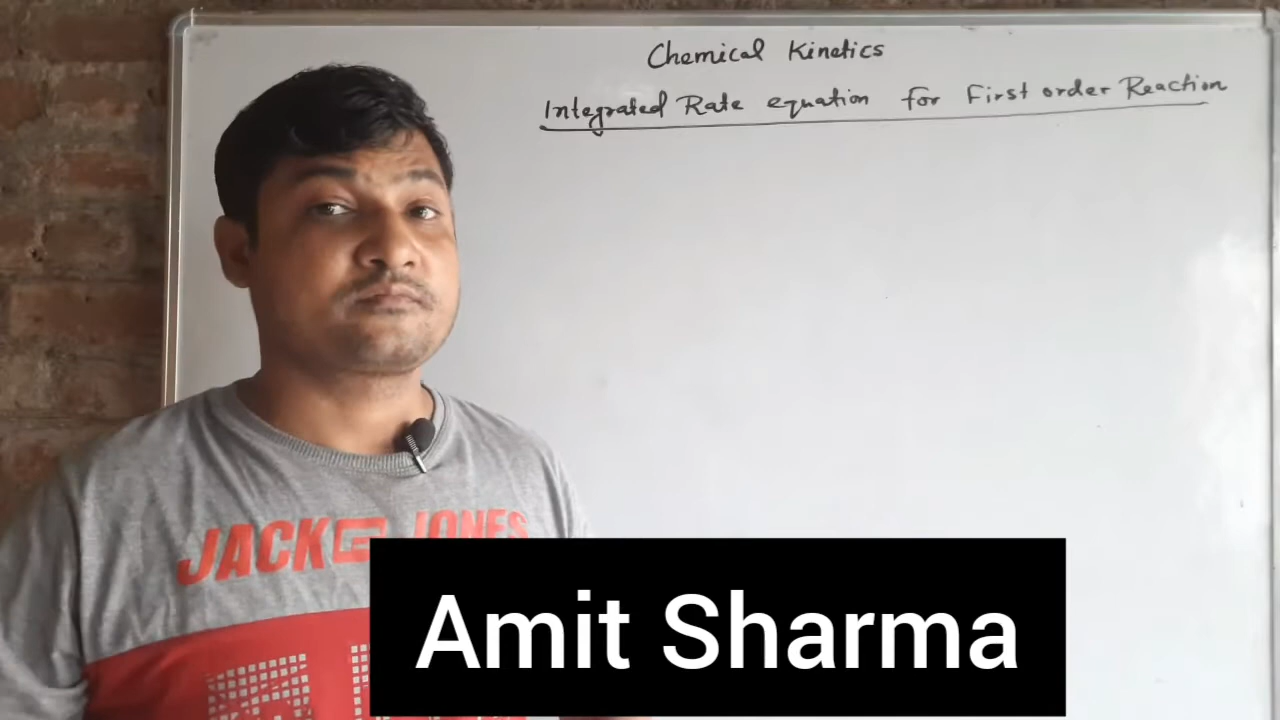 Chemical Kinetics
Integrated Rate equation for First order Reaction
JACK & JONES
Amit Sharma